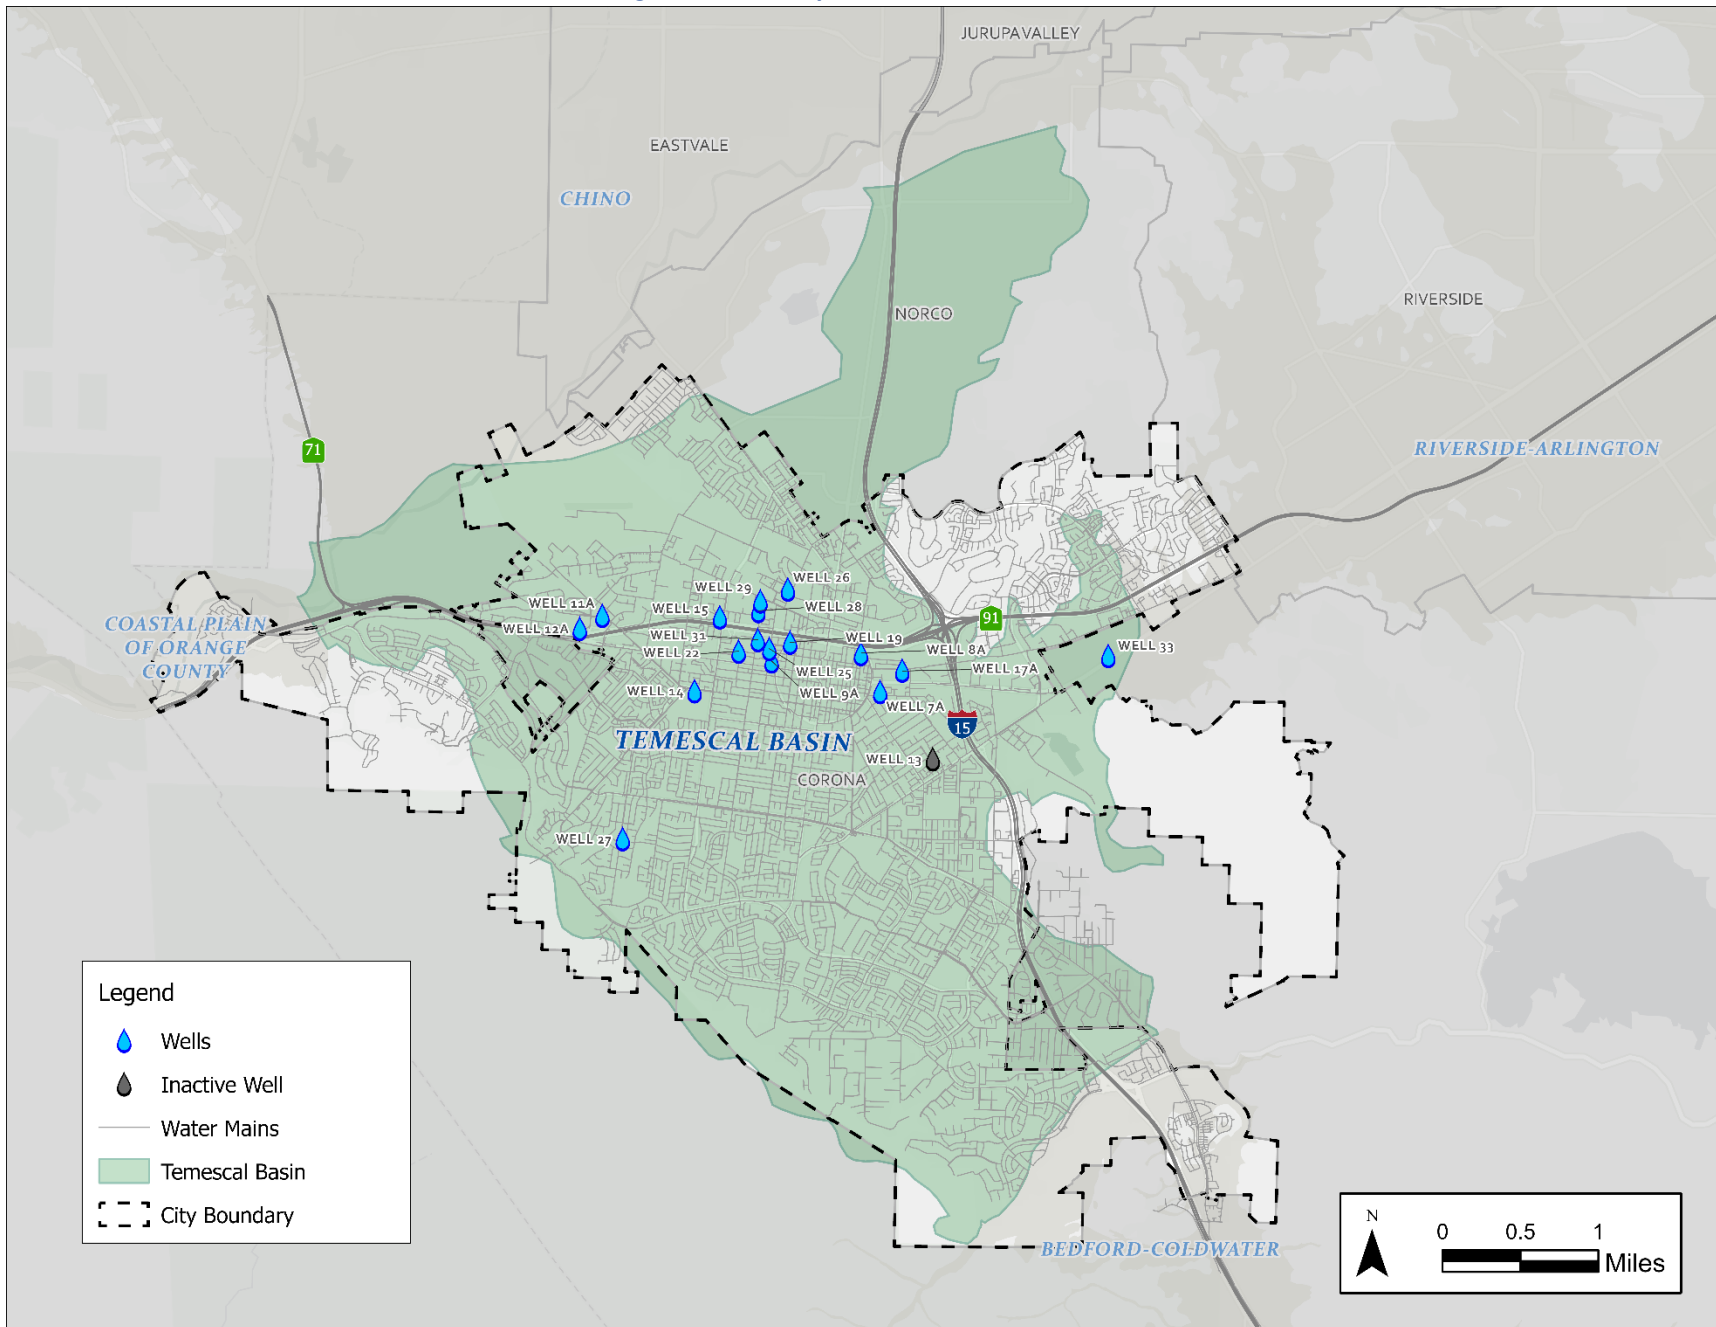 JURUPA VALLEY
EASTVALE
CHINO
RIVERSIDE
NORCO
71
RIVERSIDE-ARLINGTON
WELL 26
WELL 29
WELL 11A
WELL 15
WELL 28
91
COASTAL PLAIN
OF ORANGE
COUNTY
WELL 12A
WELL 31
WELL 19
WELL 8A
WELL 33
WELL 22
WELL 25
WELL 17A
WELL 14
WELL 9A
WELL 7A
15
TEMESCAL BASIN
WELL 13
CORONA
WELL 27
Legend
Wells
Inactive Well
Water Mains
Temescal Basin
City Boundary
BEDFORD-COLDWATER
N
0 0.5 1
Miles